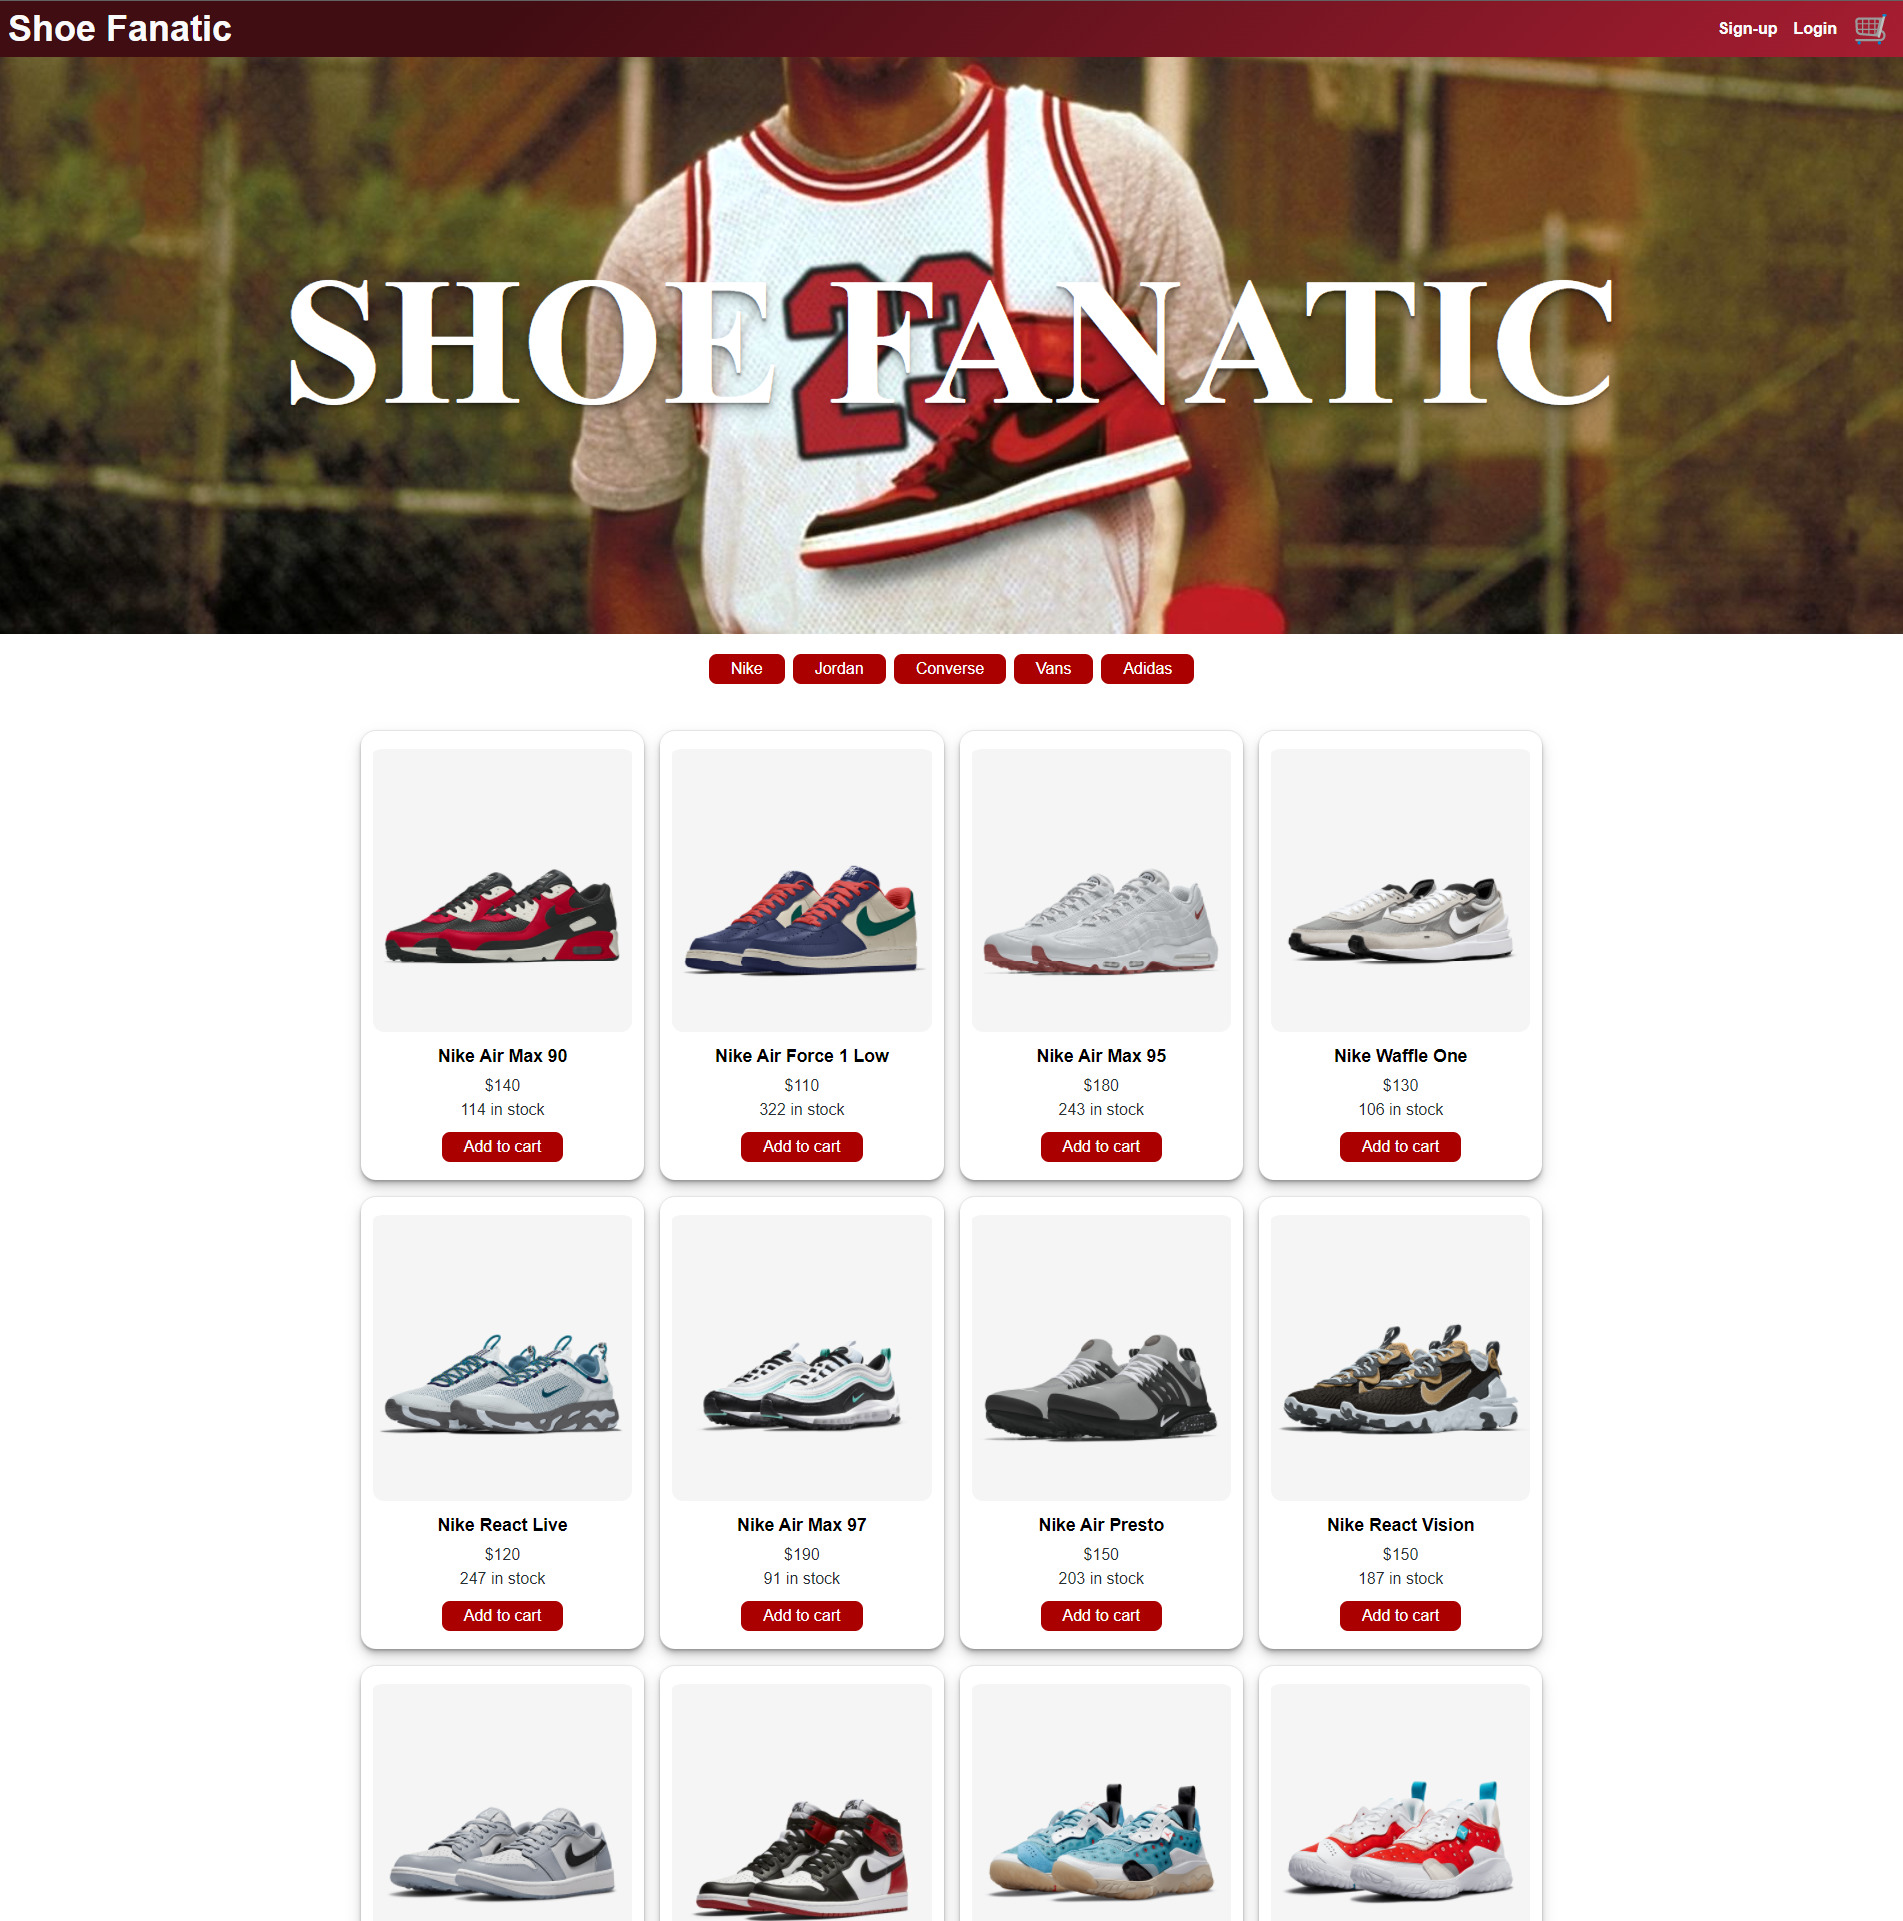 Shoe Fanatic
Sign-up Login
SHOE FANATIC
23
Nike Jordan Converse Vans Adidas
Nike Air Max 90
$140
114 in stock
Add to cart
Nike Air Force 1 Low
$110
322 in stock
Add to cart
Nike Air Max 95
$180
243 in stock
Add to cart
Nike Waffle One
$130
106 in stock
Add to cart
Nike React Live
$120
247 in stock
Add to cart
Nike Air Max 97
$190
91 in stock
Add to cart
Nike Air Presto
$150
203 in stock
Add to cart
Nike React Vision
$150
187 in stock
Add to cart